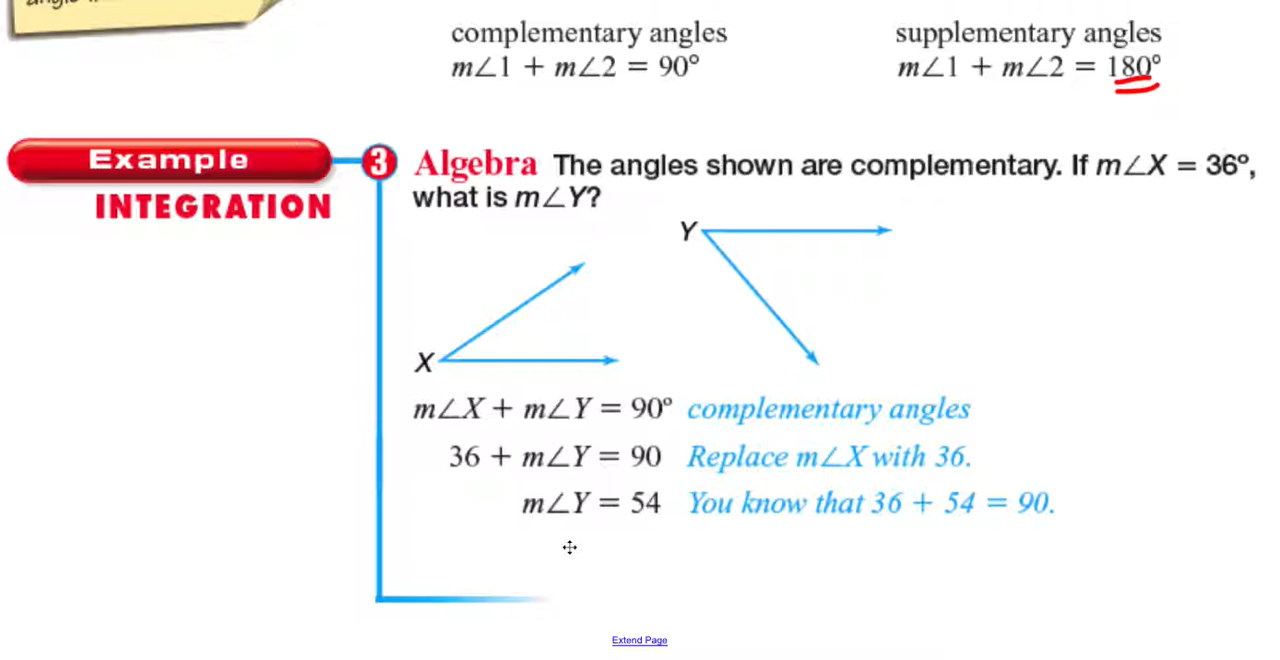 complementary angles
supplementary angles
m∠1 + m∠2 = 90°
m∠1 + m∠2 = 180°
Example
3
Algebra The angles shown are complementary. If m∠X = 36°,
INTEGRATION
what is m∠Y?
Y
X
m∠X + m∠Y = 90° complementary angles
36 + m∠Y = 90 Replace m∠X with 36.
m∠Y = 54 You know that 36 + 54 = 90.
Extend Page